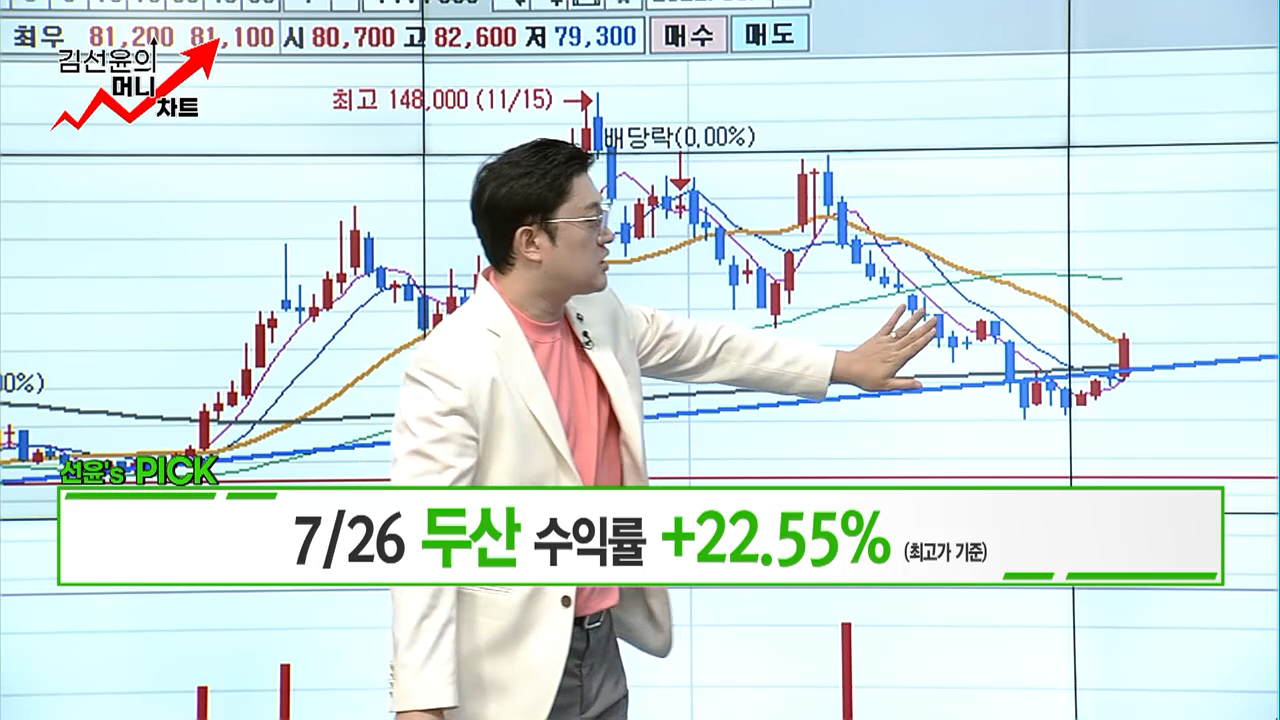 최우 81,200 81,100 시 80,700 고 82,600 저 79,300 매수 매도
김선윤의
머니
차트
최고 148,000 (11/15)
배당락(0.00%)
00%)
선윤's PICK
7/26 두산 수익률 +22.55% (최고가 기준)